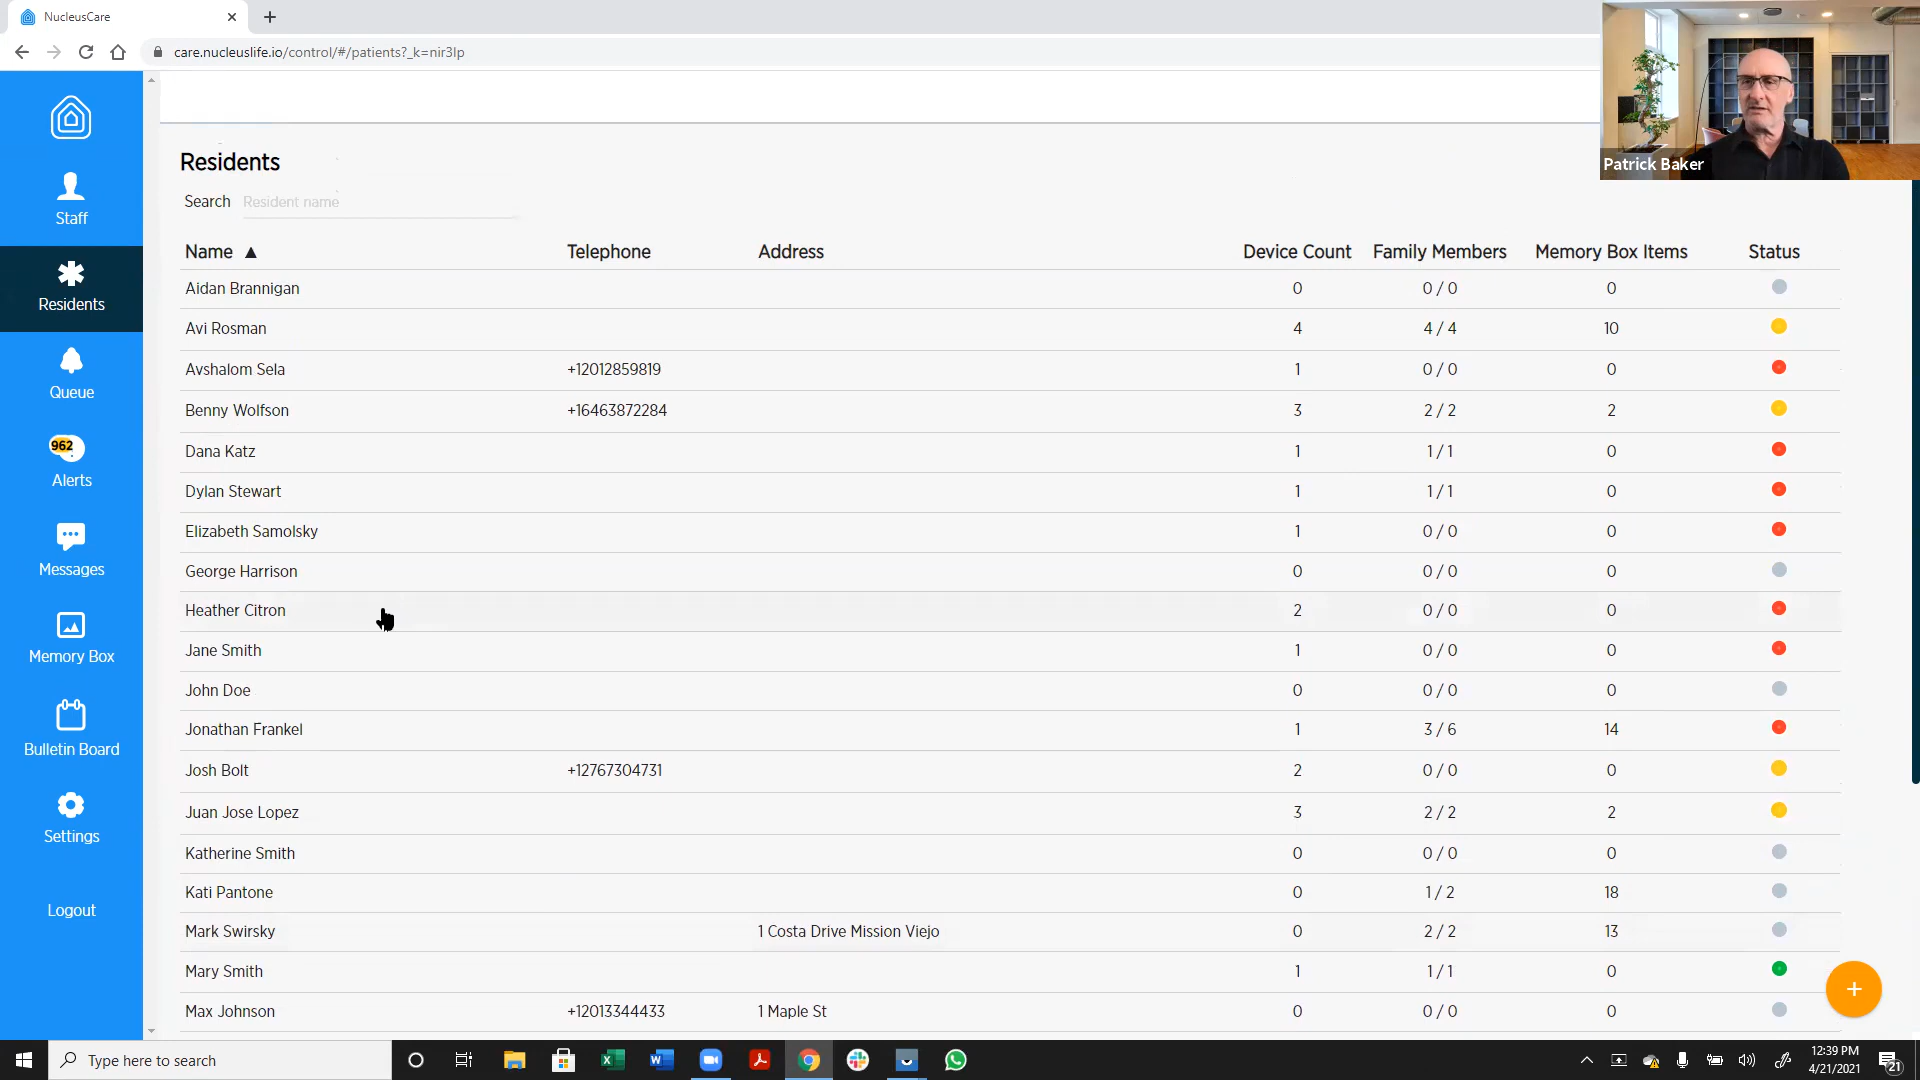 NucleusCare
care.nucleuslife.io/control/#/patients?_k=nir3lp
Patrick Baker
Staff
Residents
Queue
962
Alerts
Messages
Memory Box
Bulletin Board
Settings
Logout
Residents
Search Resident name
Name ▲ Telephone Address Device Count Family Members Memory Box Items Status
Aidan Brannigan 0 0 / 0 0
Avi Rosman 4 4 / 4 10
Avshalom Sela +12012859819 1 0 / 0 0
Benny Wolfson +16463872284 3 2 / 2 2
Dana Katz 1 1 / 1 0
Dylan Stewart 1 1 / 1 0
Elizabeth Samolsky 1 0 / 0 0
George Harrison 0 0 / 0 0
Heather Citron 2 0 / 0 0
Jane Smith 1 0 / 0 0
John Doe 0 0 / 0 0
Jonathan Frankel 1 3 / 6 14
Josh Bolt +12767304731 2 0 / 0 0
Juan Jose Lopez 3 2 / 2 2
Katherine Smith 0 0 / 0 0
Kati Pantone 0 1 / 2 18
Mark Swirsky 1 Costa Drive Mission Viejo 0 2 / 2 13
Mary Smith 1 1 / 1 0
Max Johnson +12013344433 1 Maple St 0 0 / 0 0
+
Type here to search
12:39 PM
4/21/2021
21